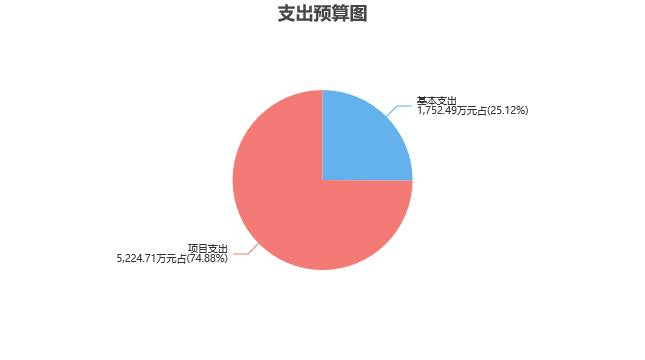 支出预算图
基本支出
1,752.49万元占(25.12%)
项目支出
5,224.71万元占(74.88%)